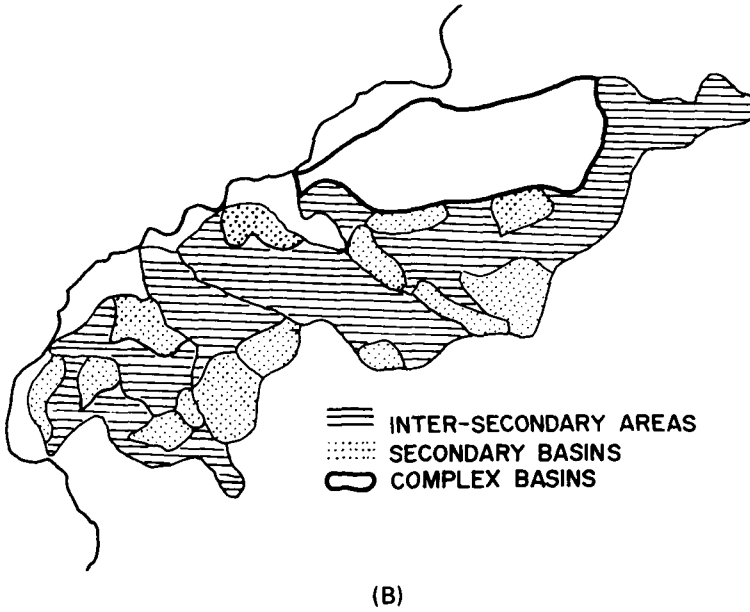 INTER-SECONDARY AREAS
SECONDARY BASINS
COMPLEX BASINS
(B)